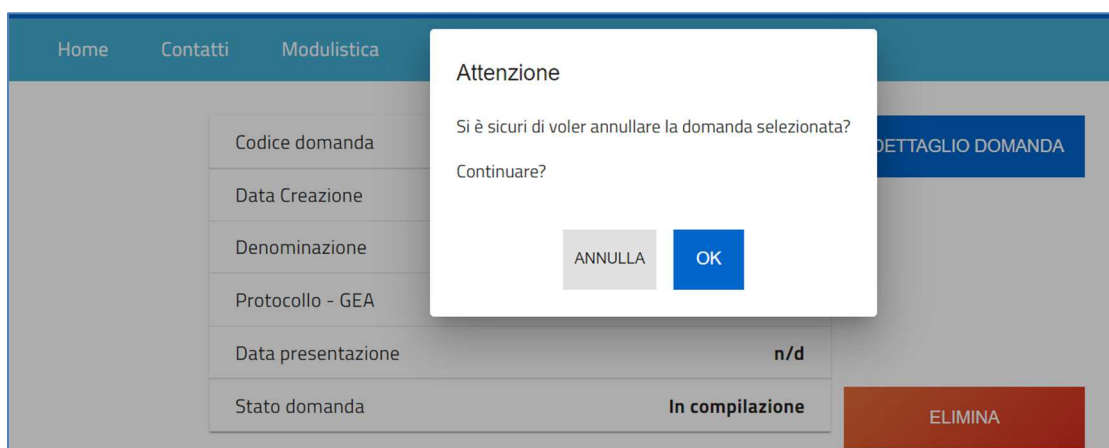 Home Contatti Modulistica
Attenzione
Si è sicuri di voler annullare la domanda selezionata?
Continuare?
ANNULLA OK
Codice domanda
DETTAGLIO DOMANDA
Data Creazione
Denominazione
Protocollo - GEA
Data presentazione n/d
Stato domanda In compilazione
ELIMINA